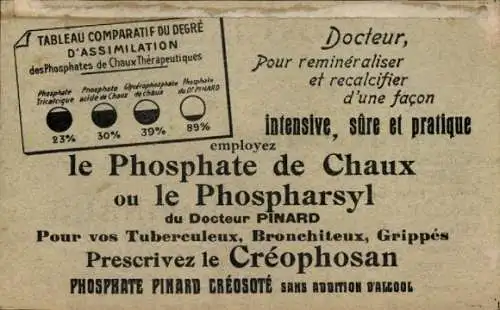 TABLEAU COMPARATIF DU DEGRÉ
D'ASSIMILATION
des Phosphates de Chaux Thérapeutiques
Phosphate Tricalcique
Phosphate acide de Chaux
Glycérophosphate de Chaux
Phosphate du Dr PINARD
23%
30%
39%
89%
Docteur,
Pour reminéraliser
et recalcifier
d'une façon
intensive, sûre et pratique
employez
le Phosphate de Chaux
ou le Phospharsyl
du Docteur PINARD
Pour vos Tuberculeux, Bronchiteux, Grippés
Prescrivez le Créophosan
PHOSPHATE PINARD CRÉOSOTÉ SANS ADDITION D'ALCOOL